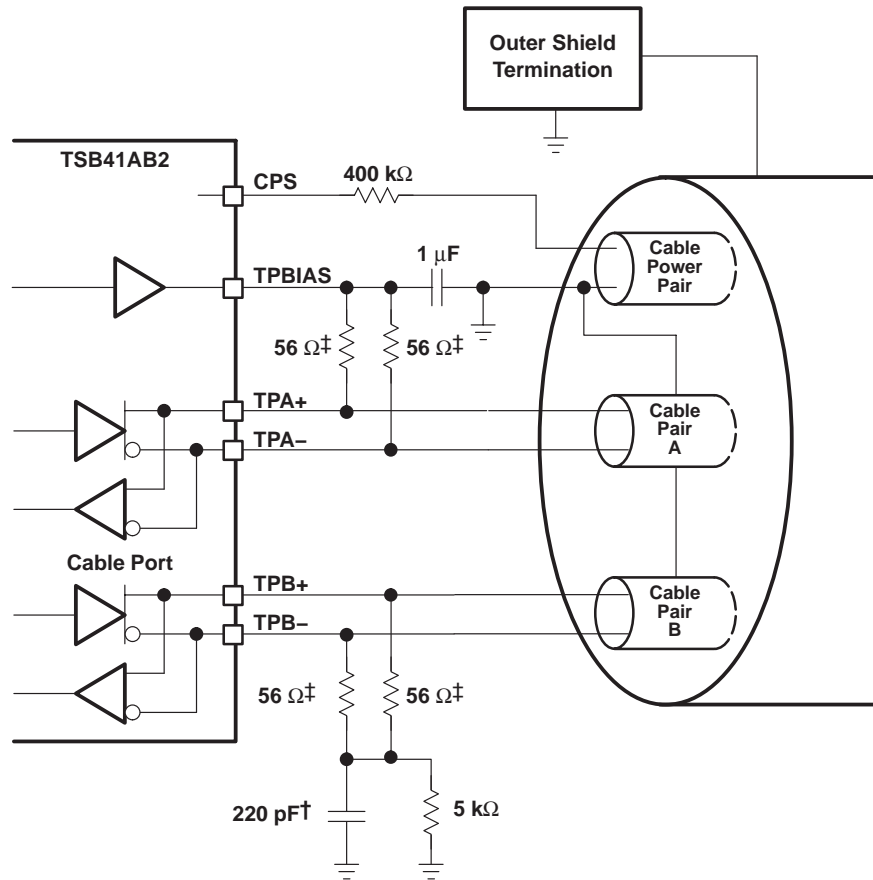 Outer Shield
Termination
TSB41AB2
CPS
400 kΩ
Cable
Power
Pair
TPBIAS
1 μF
56 Ω‡
56 Ω‡
TPA+
TPA−
Cable
Pair
A
Cable Port
TPB+
TPB−
Cable
Pair
B
56 Ω‡
56 Ω‡
220 pF†
5 kΩ